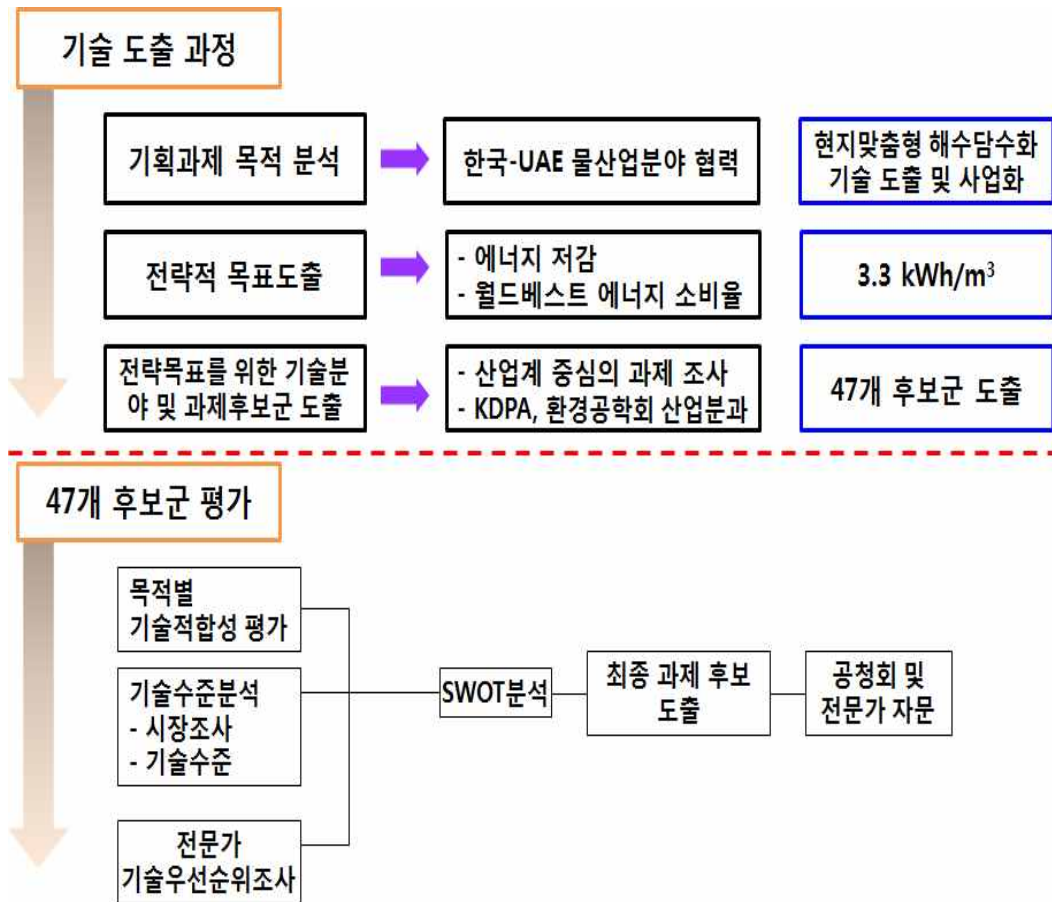 기술 도출 과정
기획과제 목적 분석
한국-UAE 물산업분야 협력
현지맞춤형 해수담수화
기술 도출 및 사업화
전략적 목표도출
- 에너지 저감
- 월드베스트 에너지 소비율
3.3 kWh/m³
전략목표를 위한 기술분
야 및 과제후보군 도출
- 산업계 중심의 과제 조사
- KDPA, 환경공학회 산업분과
47개 후보군 도출
47개 후보군 평가
목적별
기술적합성 평가
기술수준분석
- 시장조사
- 기술수준
전문가
기술우선순위조사
SWOT분석
최종 과제 후보
도출
공청회 및
전문가 자문